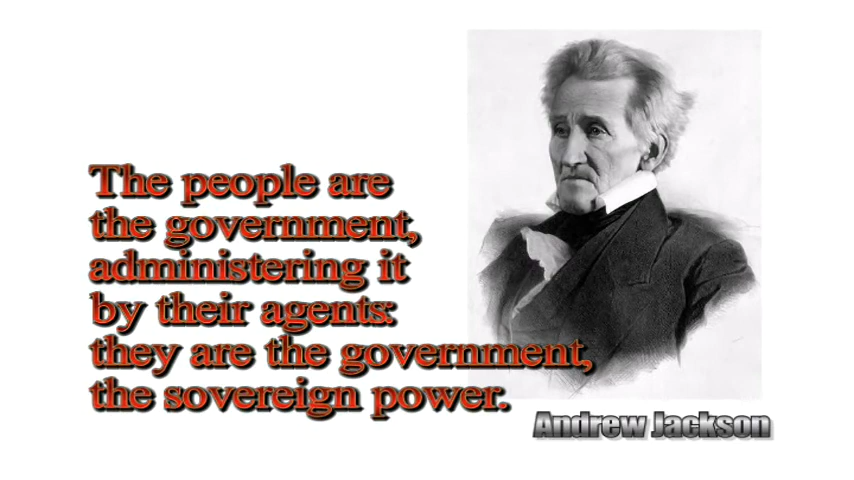 The people are
the government,
administering it
by their agents:
they are the government,
the sovereign power.
Andrew Jackson